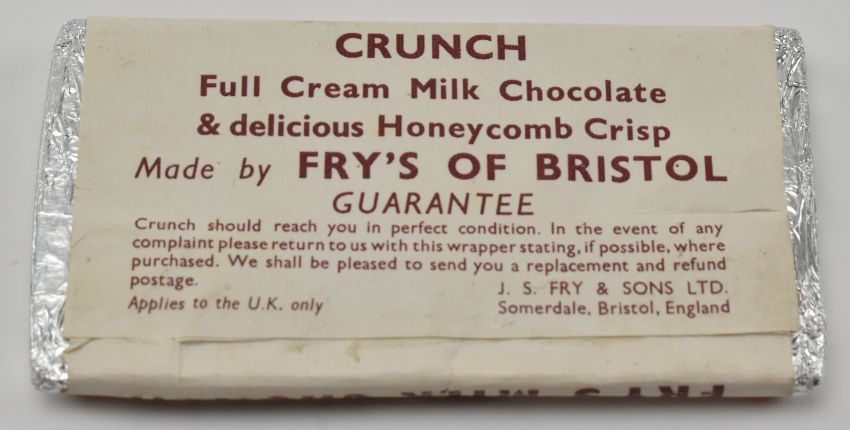 CRUNCH
Full Cream Milk Chocolate
& delicious Honeycomb Crisp
Made by FRY'S OF BRISTOL
GUARANTEE
Crunch should reach you in perfect condition. In the event of any
complaint please return to us with this wrapper stating, if possible, where
purchased. We shall be pleased to send you a replacement and refund
postage.
J. S. FRY & SONS LTD.
Applies to the U.K. only
Somerdale, Bristol, England
FRY'S MILK